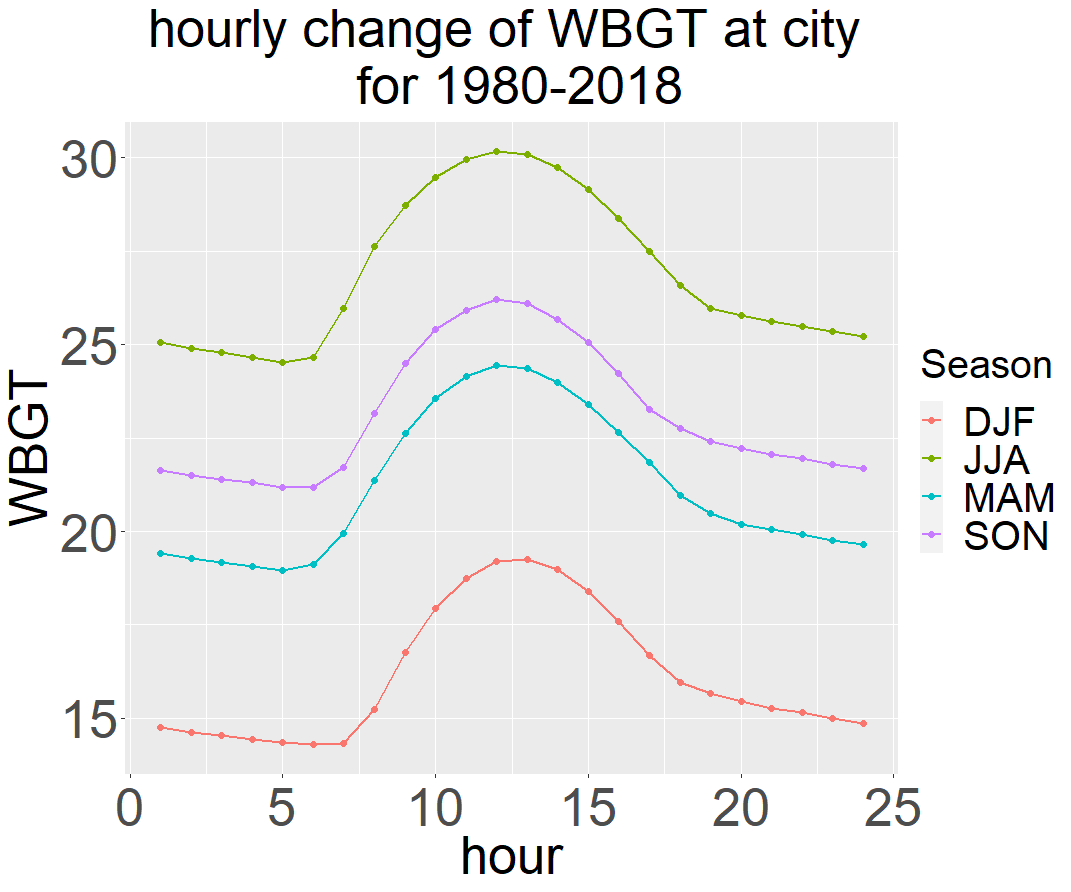 hourly change of WBGT at city
for 1980-2018
WBGT
30
25
20
15
0 5 10 15 20 25
hour
Season
DJF
JJA
MAM
SON